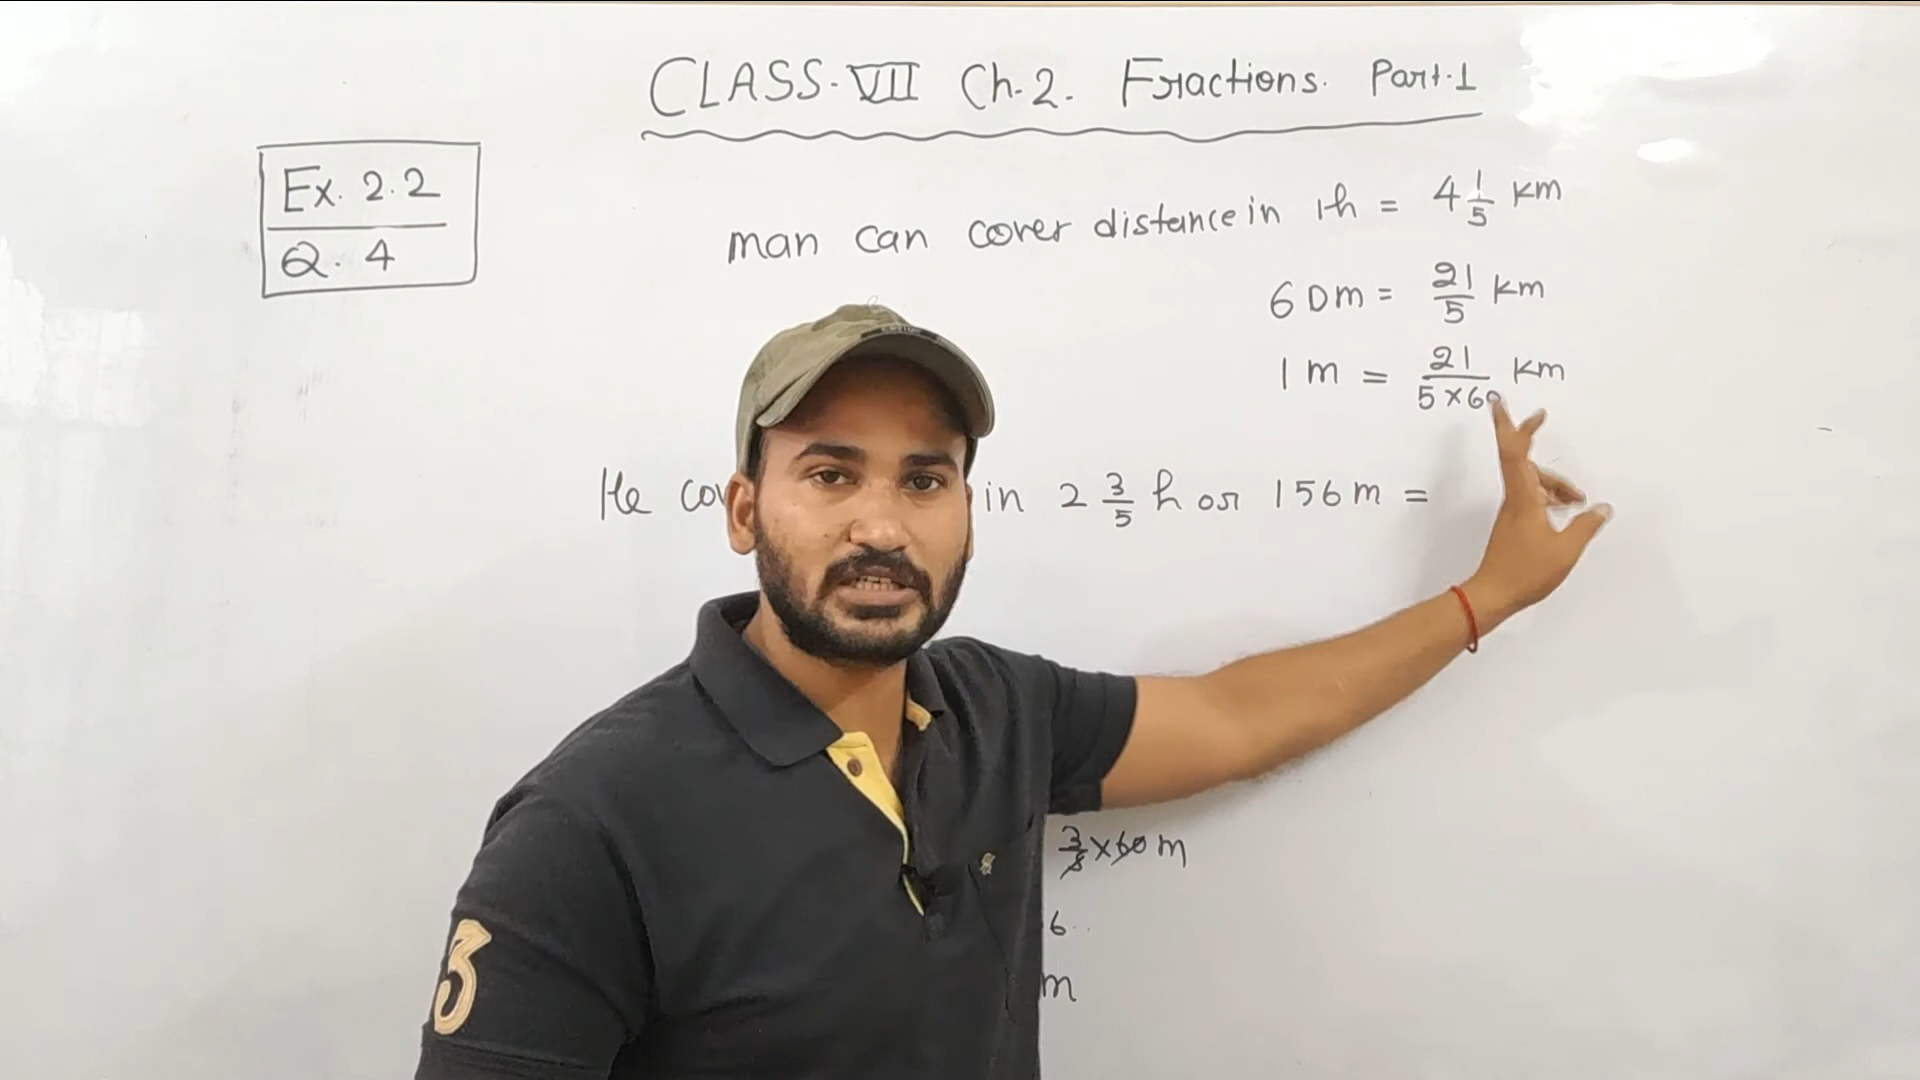 CLASS.VII Ch.2. Fractions. Part.1
Ex. 2.2
Q. 4
man can cover distance in 1h = 4 1/5 km
60m = 21/5 km
1 m = 21/(5×60) km
He in 2 3/5 h or 156m =
3/5×60 m
6..
m
3